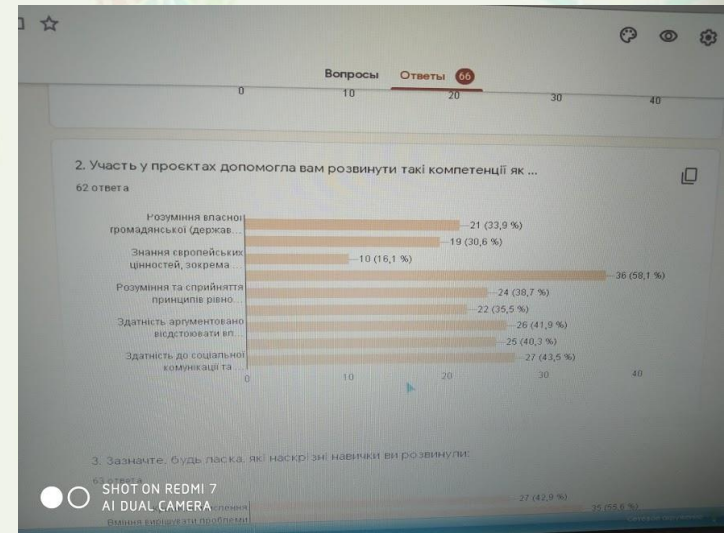 Вопросы Ответы 66
0 10 20 30 40
2. Участь у проєктах допомогла вам розвинути такі компетенції як ...
62 ответа
Розуміння власної
громадянської (держав...
21 (33,9 %)
19 (30,6 %)
Знання європейських
цінностей, зокрема ...
10 (16,1 %)
36 (58,1 %)
Розуміння та сприйняття
принципів рівно...
24 (38,7 %)
22 (35,5 %)
Здатність аргументовано
відстоювати вл...
26 (41,9 %)
25 (40,3 %)
Здатність до соціальної
комунікації та ...
27 (43,5 %)
0 10 20 30 40
3. Зазначте, будь ласка, які наскрізні навички ви розвинули:
63 ответа
27 (42,9 %)
Вміння вирішувати проблеми
35 (55,6 %)
SHOT ON REDMI 7
AI DUAL CAMERA